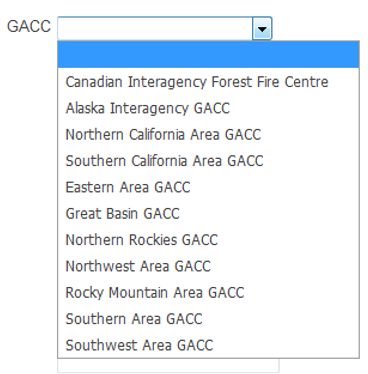 GACC
Canadian Interagency Forest Fire Centre
Alaska Interagency GACC
Northern California Area GACC
Southern California Area GACC
Eastern Area GACC
Great Basin GACC
Northern Rockies GACC
Northwest Area GACC
Rocky Mountain Area GACC
Southern Area GACC
Southwest Area GACC